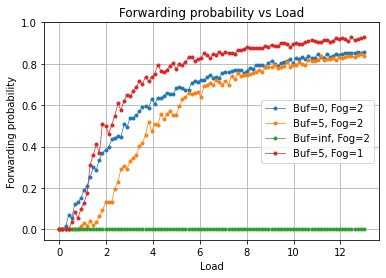 Forwarding probability vs Load
Forwarding probability
1.0
0.8
0.6
0.4
0.2
0.0
Buf=0, Fog=2
Buf=5, Fog=2
Buf=inf, Fog=2
Buf=5, Fog=1
0 2 4 6 8 10 12
Load